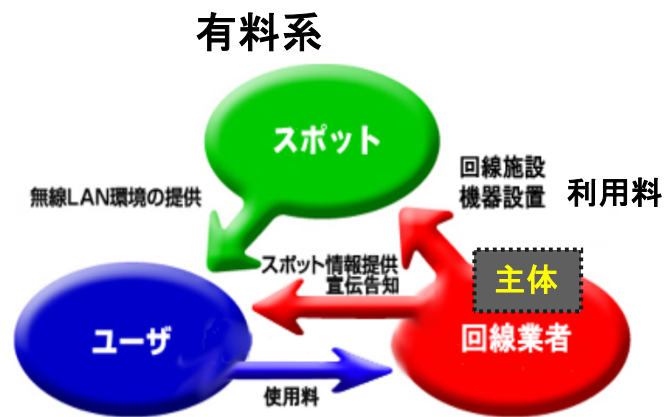 有料系
スポット
回線施設
機器設置
利用料
無線LAN環境の提供
スポット情報提供
宣伝告知
主体
ユーザ
回線業者
使用料